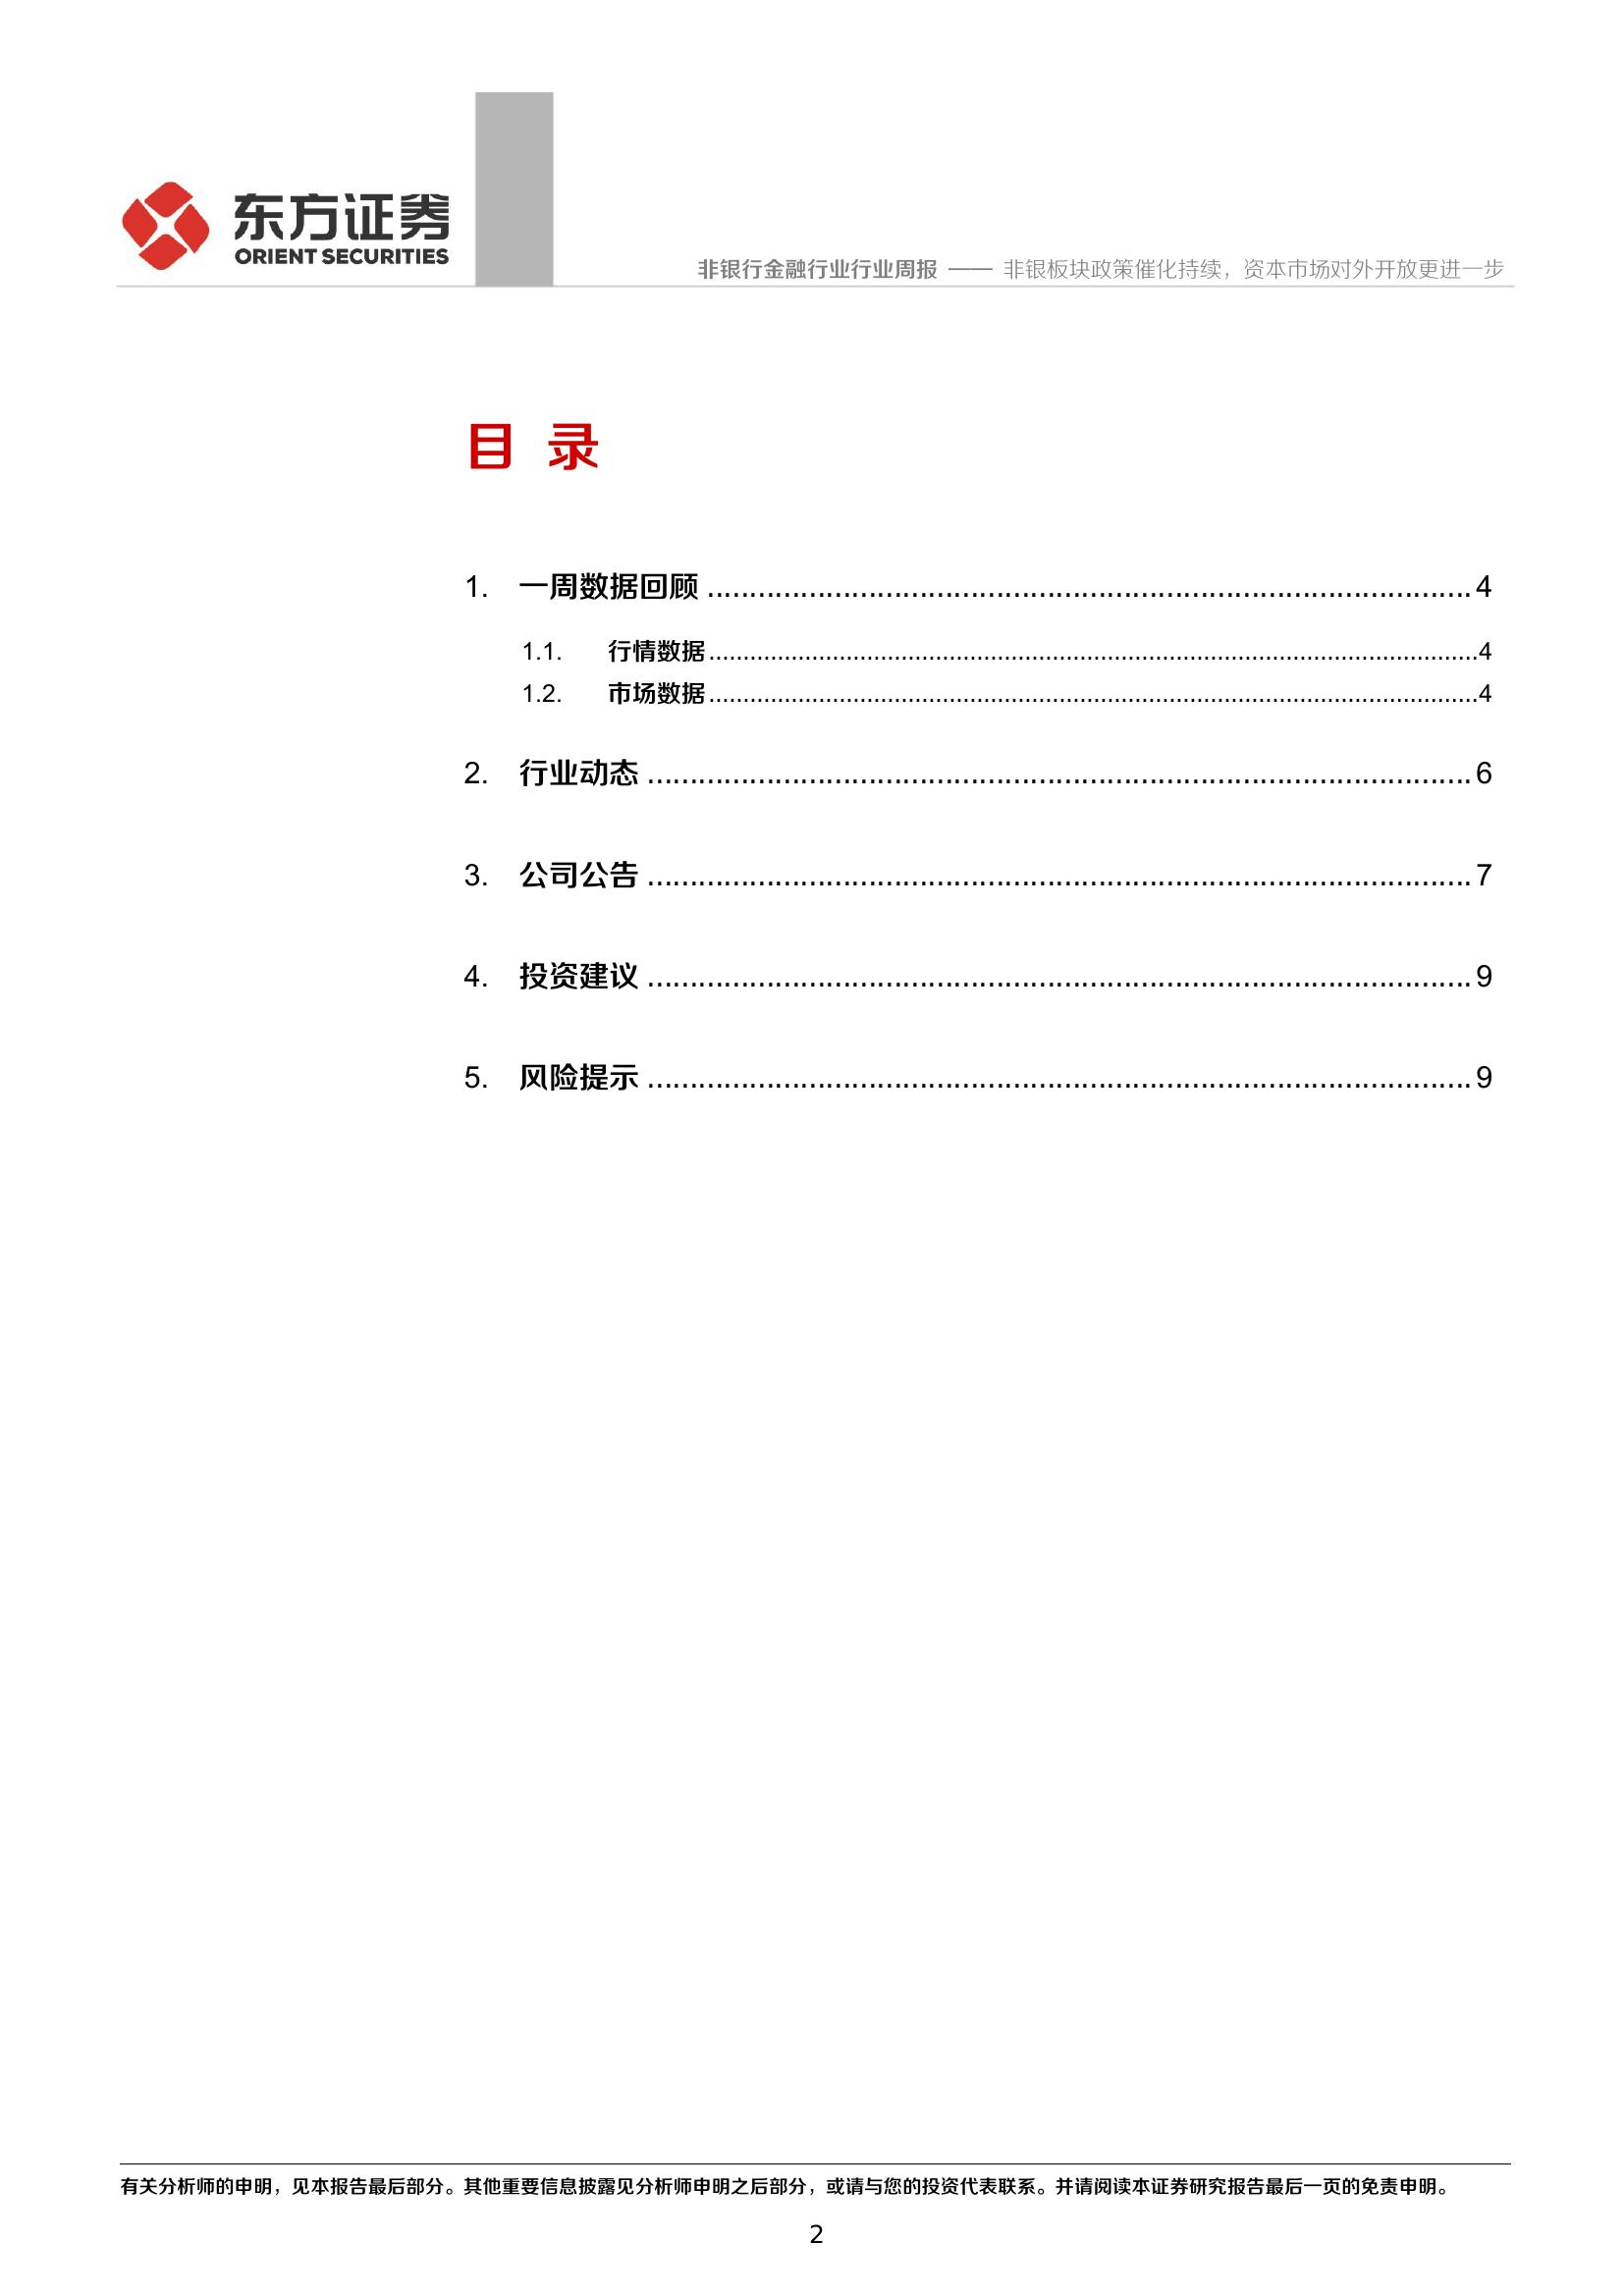 东方证券
ORIENT SECURITIES
非银行金融行业行业周报 —— 非银板块政策催化持续，资本市场对外开放更进一步
目 录
1. 一周数据回顾 ........................................................................................ 4
1.1. 行情数据 ........................................................................................ 4
1.2. 市场数据 ........................................................................................ 4
2. 行业动态 ........................................................................................ 6
3. 公司公告 ........................................................................................ 7
4. 投资建议 ........................................................................................ 9
5. 风险提示 ........................................................................................ 9
有关分析师的申明，见本报告最后部分。其他重要信息披露见分析师申明之后部分，或请与您的投资代表联系。并请阅读本证券研究报告最后一页的免责申明。
2